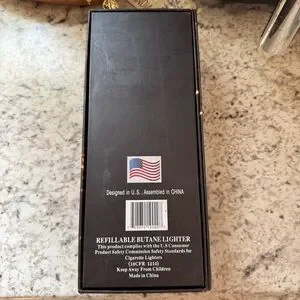 Designed in U.S., Assembled in CHINA
REFILLABLE BUTANE LIGHTER
This product complies with the U.S Consumer
Product Safety Commission Safety Standards for
Cigarette Lighters
(16CFR 1210)
Keep Away From Children
Made in China